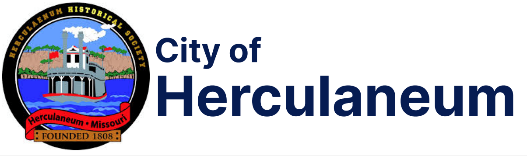 HERCULANEUM HISTORICAL SOCIETY
Herculaneum • Missouri
FOUNDED 1808
City of
Herculaneum